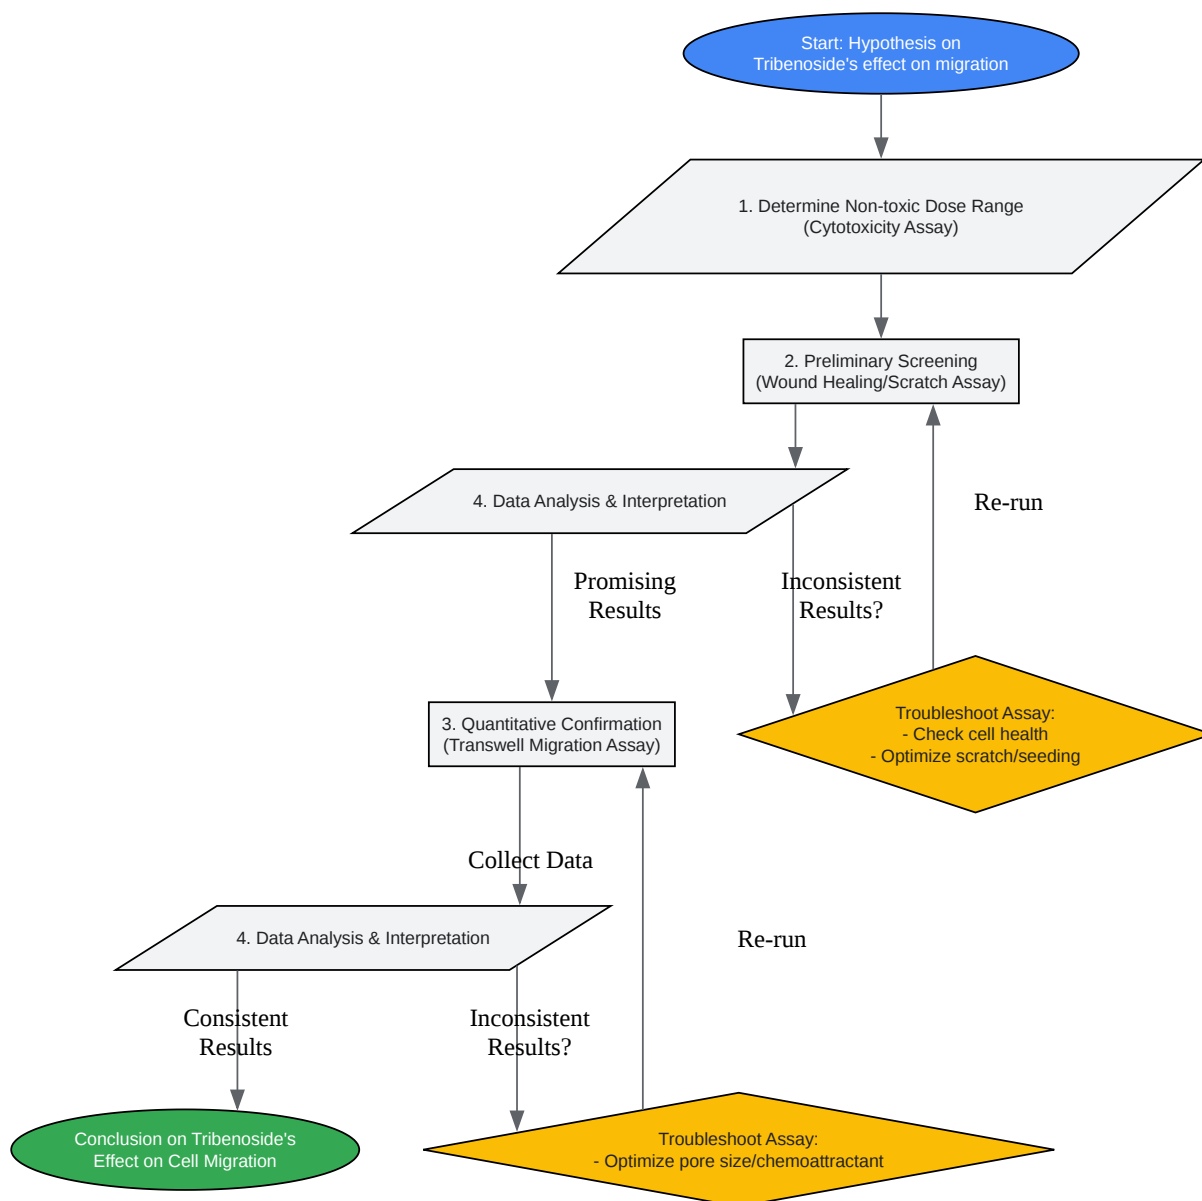 Start: Hypothesis on
Tribenoside's effect on migration
1. Determine Non-toxic Dose Range
(Cytotoxicity Assay)
2. Preliminary Screening
(Wound Healing/Scratch Assay)
4. Data Analysis & Interpretation
Re-run
Promising
Results
Inconsistent
Results?
3. Quantitative Confirmation
(Transwell Migration Assay)
Troubleshoot Assay:
- Check cell health
- Optimize scratch/seeding
Collect Data
4. Data Analysis & Interpretation
Re-run
Consistent
Results
Inconsistent
Results?
Conclusion on Tribenoside's
Effect on Cell Migration
Troubleshoot Assay:
- Optimize pore size/chemoattractant